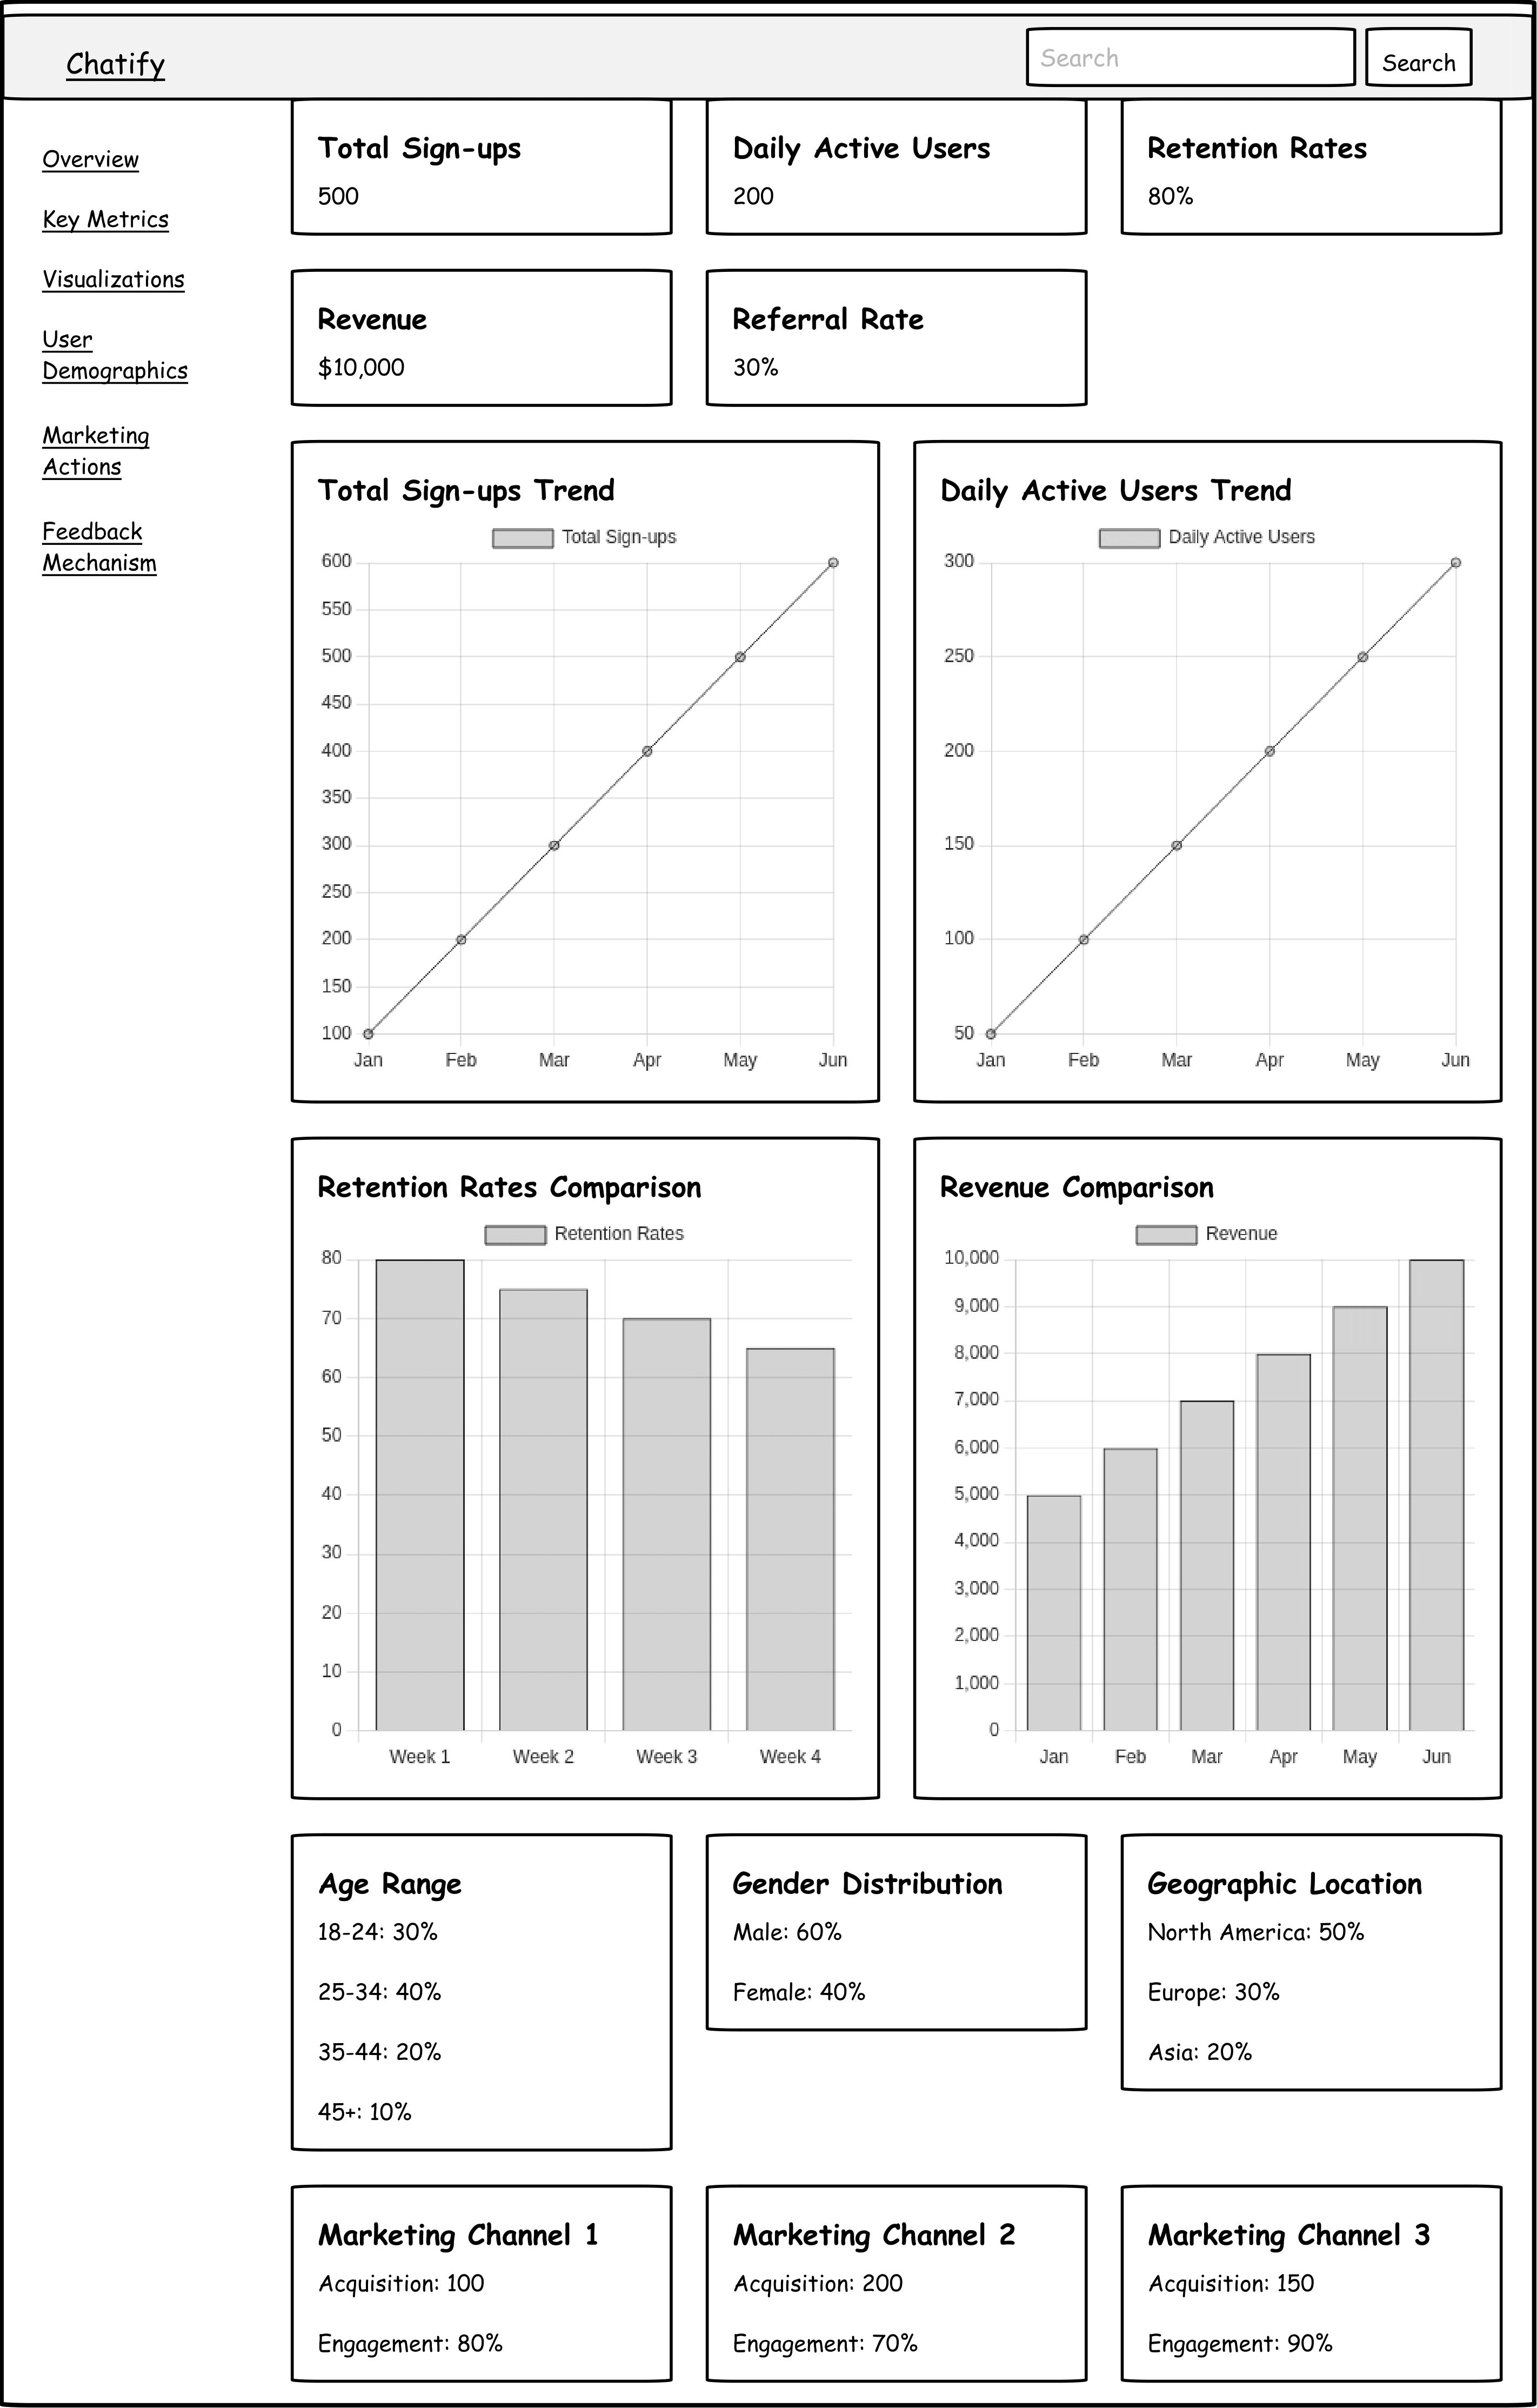 Chatify
Search
Search
Overview
Key Metrics
Visualizations
User
Demographics
Marketing
Actions
Feedback
Mechanism
Total Sign-ups
500
Daily Active Users
200
Retention Rates
80%
Revenue
$10,000
Referral Rate
30%
Total Sign-ups Trend
Total Sign-ups
600
550
500
450
400
350
300
250
200
150
100
Jan Feb Mar Apr May Jun
Daily Active Users Trend
Daily Active Users
300
250
200
150
100
50
Jan Feb Mar Apr May Jun
Retention Rates Comparison
Retention Rates
80
70
60
50
40
30
20
10
0
Week 1 Week 2 Week 3 Week 4
Revenue Comparison
Revenue
10,000
9,000
8,000
7,000
6,000
5,000
4,000
3,000
2,000
1,000
0
Jan Feb Mar Apr May Jun
Age Range
18-24: 30%
25-34: 40%
35-44: 20%
45+: 10%
Gender Distribution
Male: 60%
Female: 40%
Geographic Location
North America: 50%
Europe: 30%
Asia: 20%
Marketing Channel 1
Acquisition: 100
Engagement: 80%
Marketing Channel 2
Acquisition: 200
Engagement: 70%
Marketing Channel 3
Acquisition: 150
Engagement: 90%